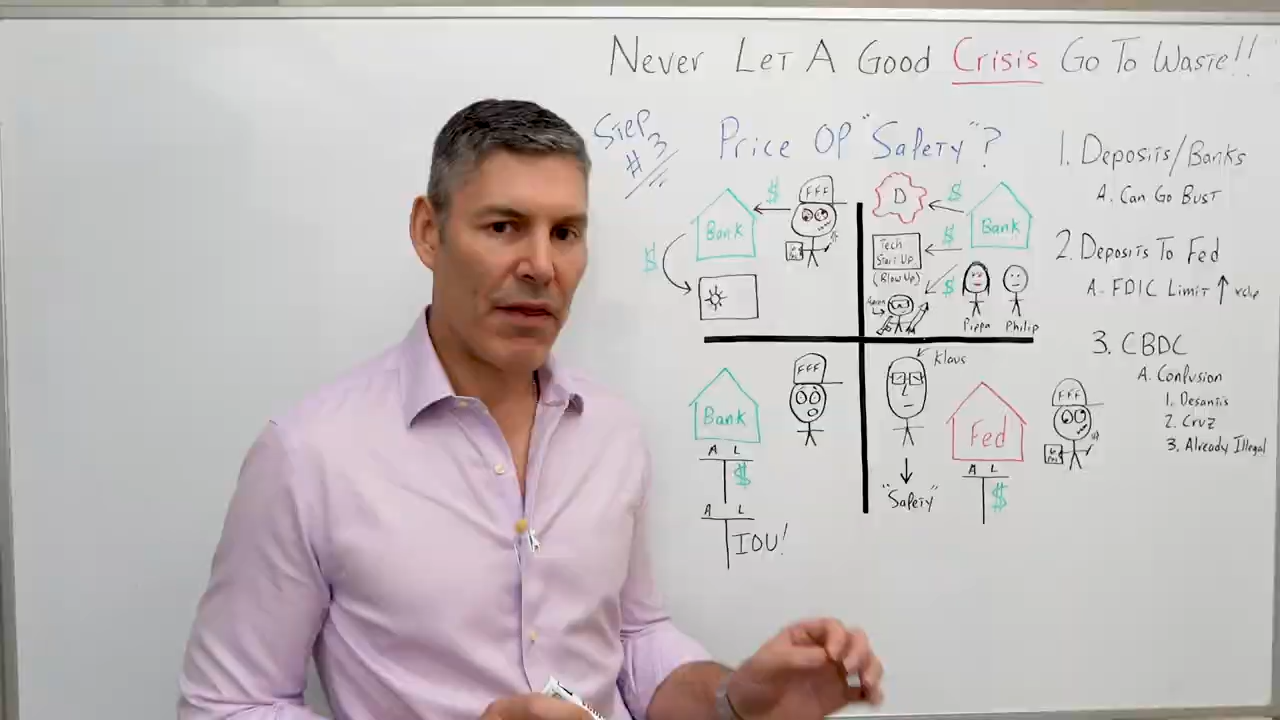 Never Let A Good Crisis Go To Waste!!
Step
#3
Price Of "Safety"?
$
FFF
Bank
$
D
$
Bank
$
Tech
Start Up
(Blow Up)
$
Aaron
Pippa
Philip
Bank
A L
$
A L
IOU!
FFF
Klaus
"Safety"
Fed
A L
$
FFF
1. Deposits/Banks
A. Can Go Bust
2. Deposits To Fed
A. FDIC Limit ↑
3. CBDC
A. Confusion
1. Desantis
2. Cruz
3. Already Illegal